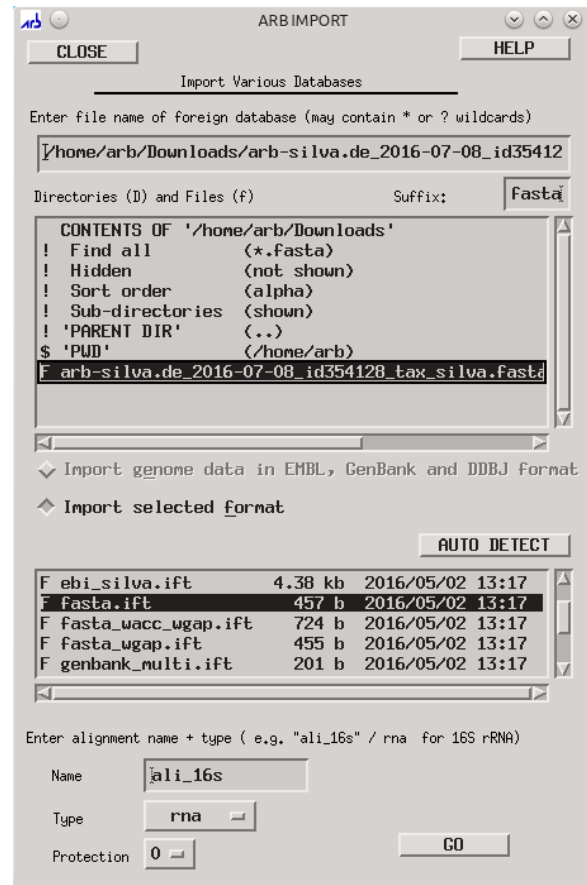 arb ARB IMPORT
CLOSE HELP
Import Various Databases
Enter file name of foreign database (may contain * or ? wildcards)
/home/arb/Downloads/arb-silva.de_2016-07-08_id35412
Directories (D) and Files (f) Suffix: fasta
CONTENTS OF '/home/arb/Downloads'
! Find all (*.fasta)
! Hidden (not shown)
! Sort order (alpha)
! Sub-directories (shown)
! 'PARENT DIR' (..)
$ 'PWD' (/home/arb)
F arb-silva.de_2016-07-08_id354128_tax_silva.fasta
Import genome data in EMBL, GenBank and DDBJ format
Import selected format
AUTO DETECT
F ebi_silva.ift 4.38 kb 2016/05/02 13:17
F fasta.ift 457 b 2016/05/02 13:17
F fasta_wacc_wgap.ift 724 b 2016/05/02 13:17
F fasta_wgap.ift 455 b 2016/05/02 13:17
F genbank_multi.ift 201 b 2016/05/02 13:17
Enter alignment name + type ( e.g. "ali_16s" / rna for 16S rRNA)
Name ali_16s
Type rna
Protection 0 GO